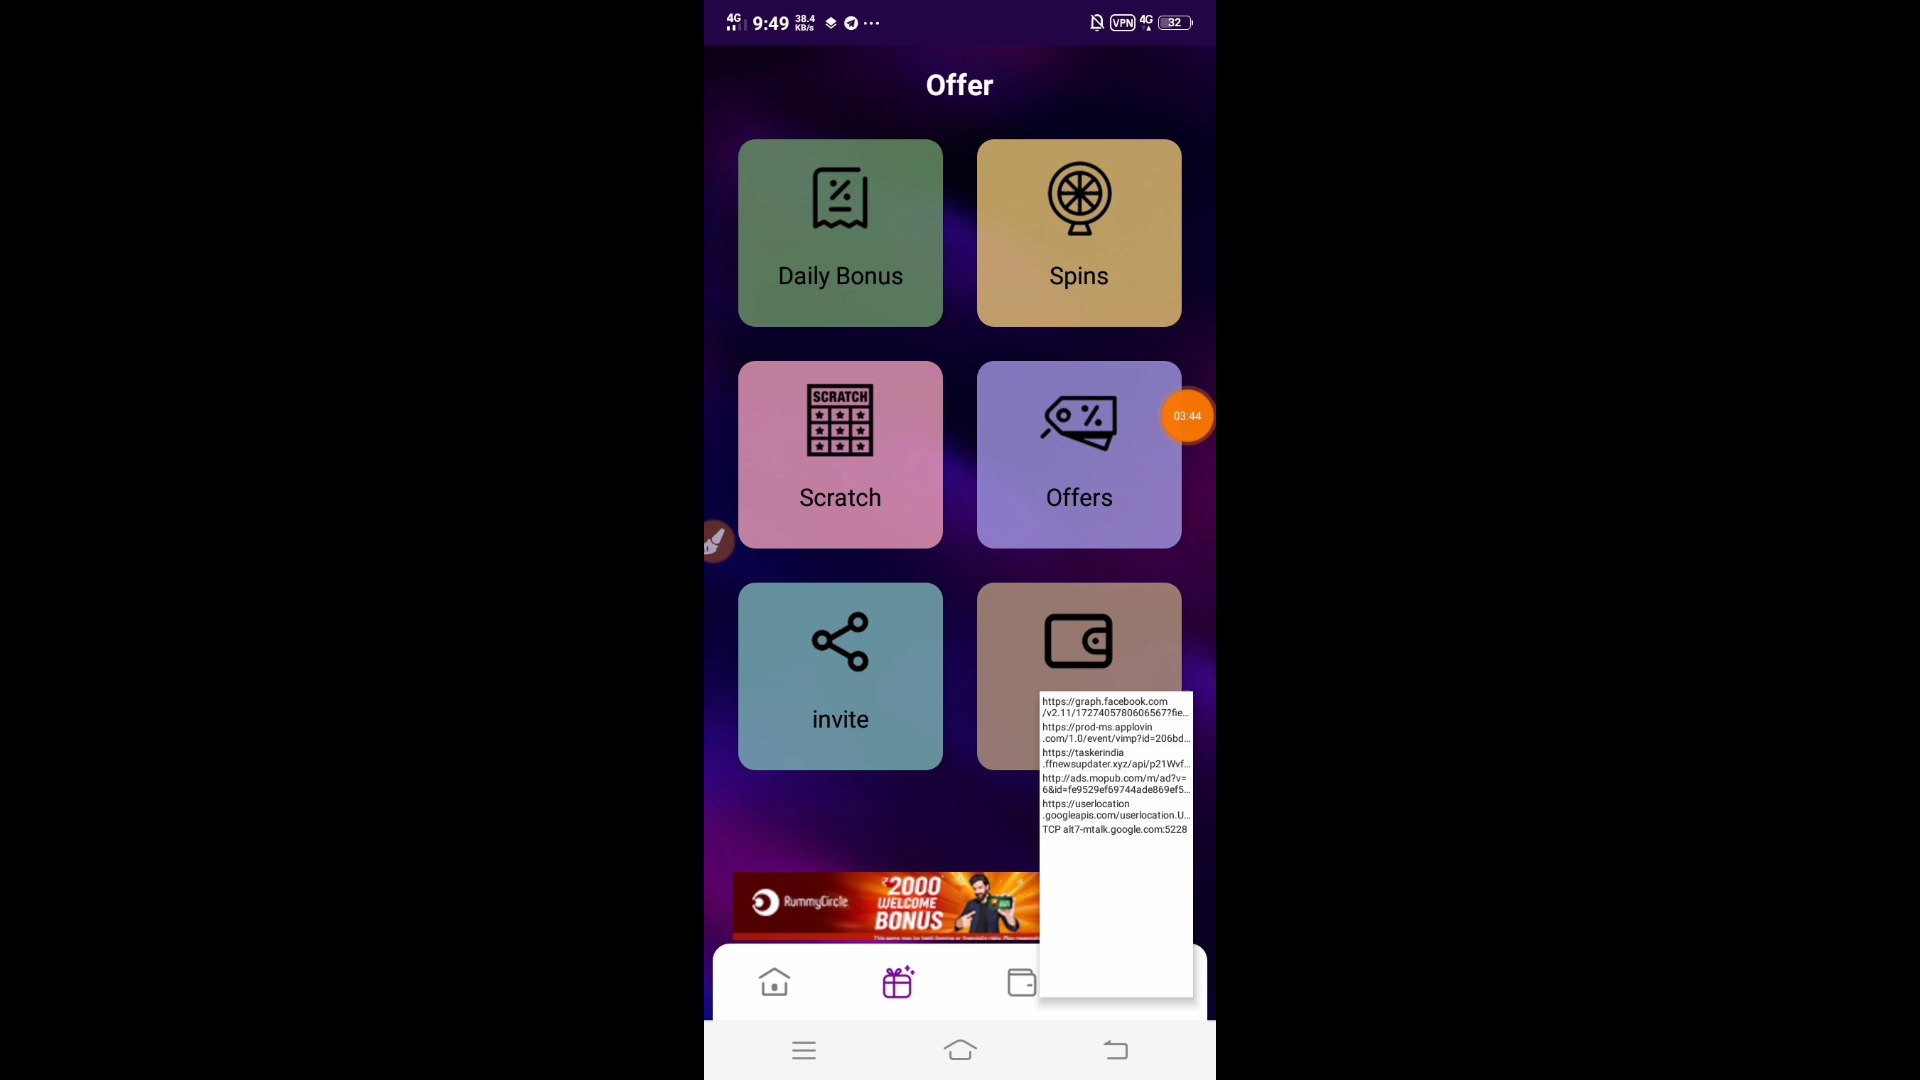 4G 9:49 38.4 KB/s VPN 4G 32
Offer
Daily Bonus
Spins
SCRATCH
Scratch
Offers
03:44
invite
https://graph.facebook.com
/v2.11/1727405780606567?fie...
https://prod-ms.applovin
.com/1.0/event/vimp?id=206bd...
https://taskerindia
.ffnewsupdater.xyz/api/p21Wvf...
http://ads.mopub.com/m/ad?v=
6&id=fe9529ef69744ade869ef5...
https://userlocation
.googleapis.com/userlocation.U...
TCP alt7-mtalk.google.com:5228
RummyCircle
₹2000
WELCOME
BONUS